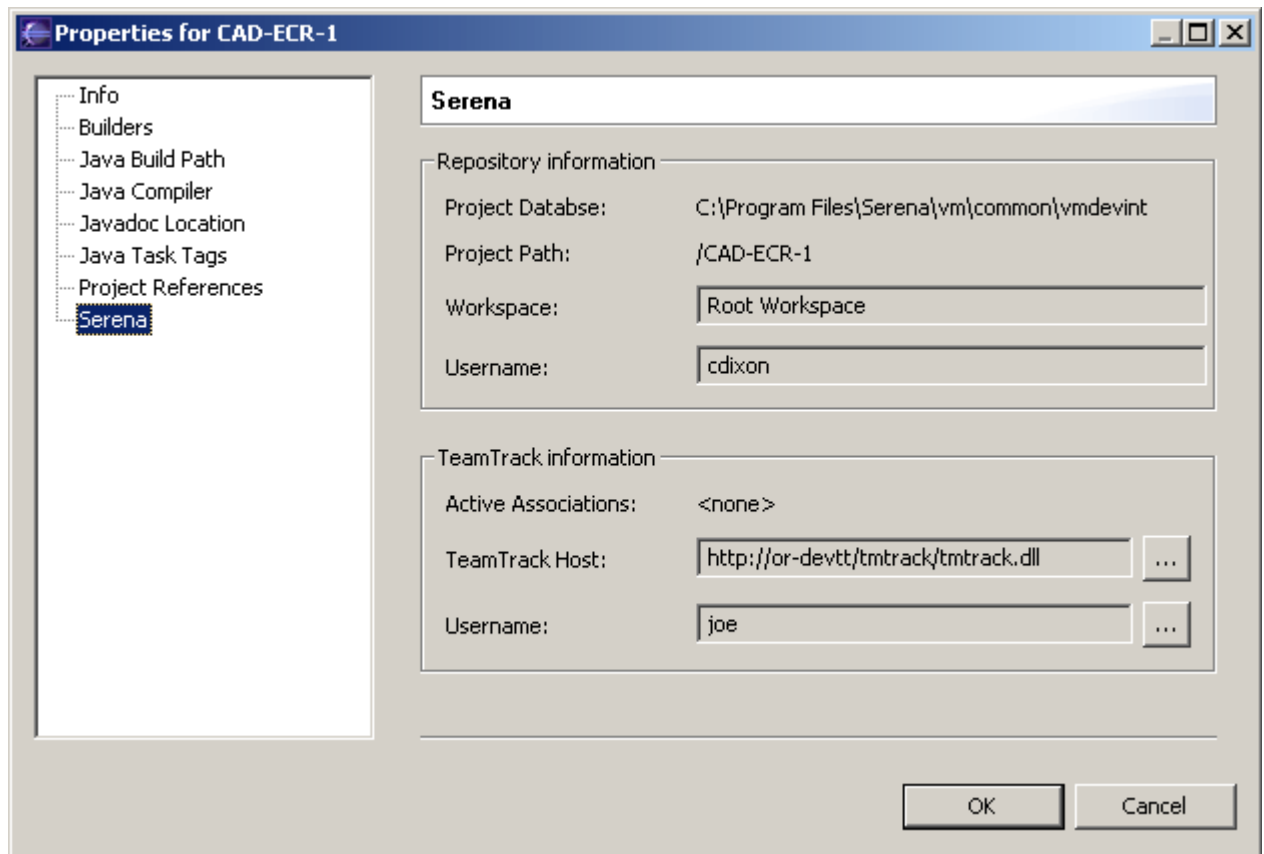 Properties for CAD-ECR-1
Info
Builders
Java Build Path
Java Compiler
Javadoc Location
Java Task Tags
Project References
Serena
Serena
Repository information
Project Databse: C:\Program Files\Serena\vm\common\vmdevint
Project Path: /CAD-ECR-1
Workspace: Root Workspace
Username: cdixon
TeamTrack information
Active Associations: <none>
TeamTrack Host: http://or-devtt/tmtrack/tmtrack.dll ...
Username: joe ...
OK Cancel